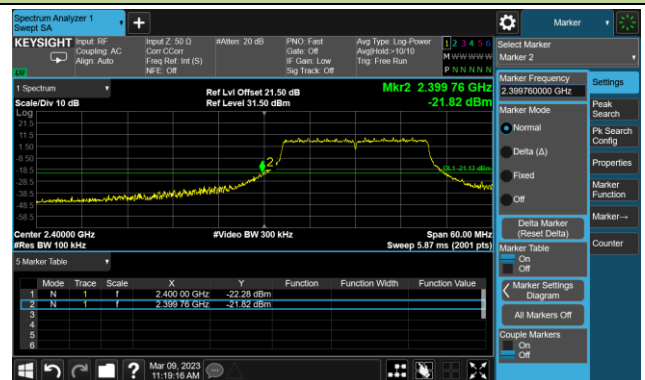 Spectrum Analyzer 1
Swept SA
Marker
KEYSIGHT
Input: RF
Coupling: AC
Align: Auto
Input Z: 50 Ω
Corr CCorr
Freq Ref: Int (S)
NFE: Off
#Atten: 20 dB
PNO: Fast
Gate: Off
IF Gain: Low
Sig Track: Off
Avg Type: Log-Power
Avg|Hold:>10/10
Trig: Free Run
1 2 3 4 5 6
M W W W W W
P N N N N N
LU
Select Marker
Marker 2
1 Spectrum
Scale/Div 10 dB
Log
Ref Lvl Offset 21.50 dB
Ref Level 31.50 dBm
Mkr2 2.399 76 GHz
-21.82 dBm
21.5
11.5
1.50
-8.50
-18.5
-28.5
-38.5
-48.5
-58.5
2
Center 2.40000 GHz
#Res BW 100 kHz
#Video BW 300 kHz
Span 60.00 MHz
Sweep 5.87 ms (2001 pts)
5 Marker Table
Mode Trace Scale X Y Function Function Width Function Value
1 N 1 f 2.400 00 GHz -22.28 dBm
2 N 1 f 2.399 76 GHz -21.82 dBm
3
4
5
6
Mar 09, 2023
11:19:16 AM
Marker Frequency
2.399760000 GHz
Marker Mode
Normal
Delta (Δ)
Fixed
Off
Delta Marker
(Reset Delta)
Marker Table
On
Off
Marker Settings
Diagram
All Markers Off
Couple Markers
On
Off
Settings
Peak
Search
Pk Search
Config
Properties
Marker
Function
Marker→
Counter